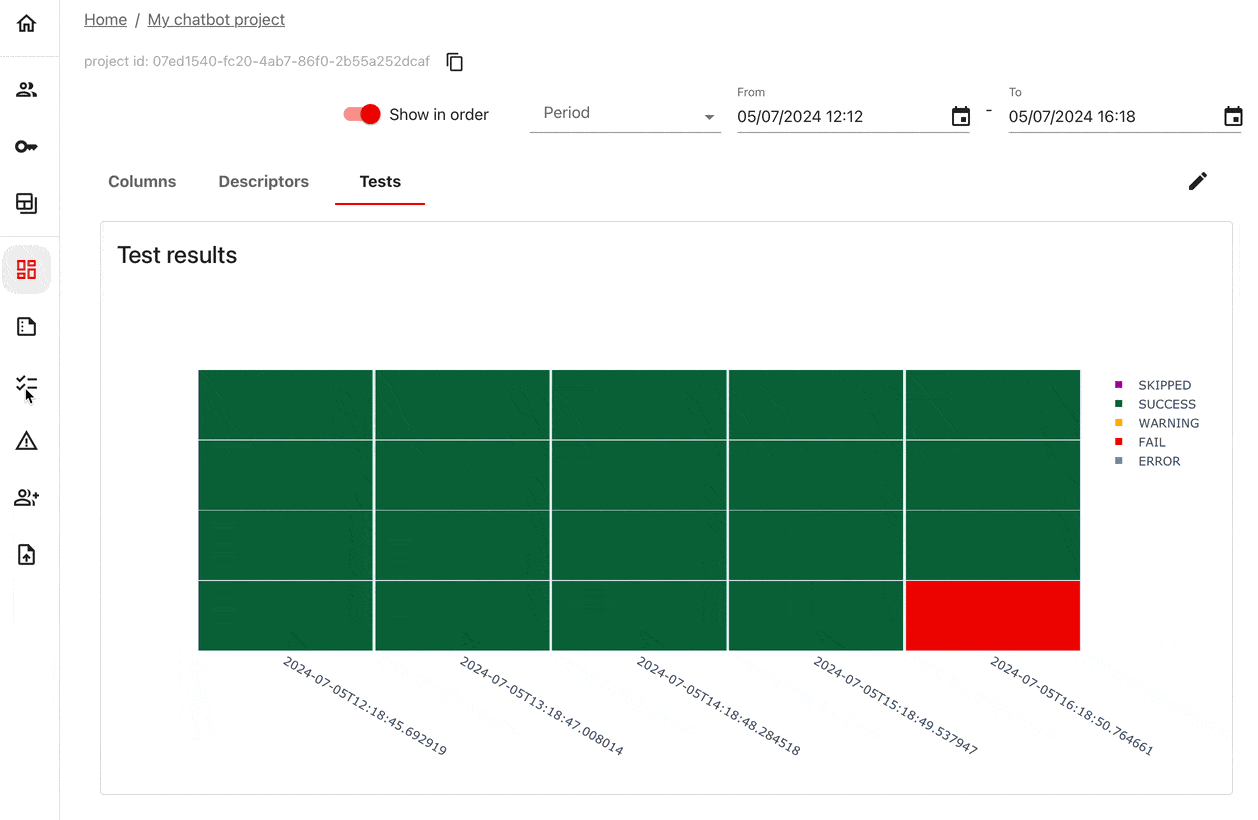 Home / My chatbot project
project id: 07ed1540-fc20-4ab7-86f0-2b55a252dcaf
Show in order
Period
From
05/07/2024 12:12
-
To
05/07/2024 16:18
Columns
Descriptors
Tests
Test results
SKIPPED
SUCCESS
WARNING
FAIL
ERROR
2024-07-05T12:18:45.692919
2024-07-05T13:18:47.008014
2024-07-05T14:18:48.284518
2024-07-05T15:18:49.537947
2024-07-05T16:18:50.764661